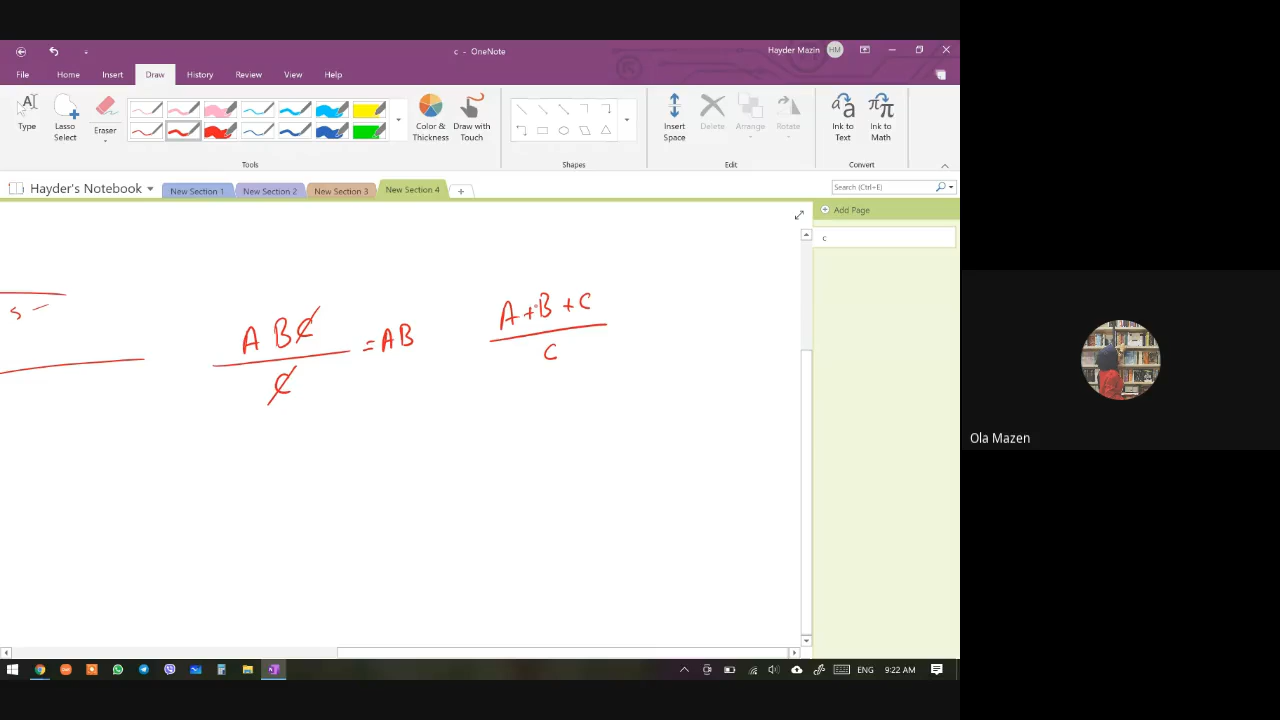 c - OneNote
Hayder Mazin HM
File Home Insert Draw History Review View Help
Type
Lasso Select
Eraser
Color & Thickness
Draw with Touch
Insert Space
Delete
Arrange
Rotate
Ink to Text
Ink to Math
Tools Shapes Edit Convert
Hayder's Notebook New Section 1 New Section 2 New Section 3 New Section 4
Search (Ctrl+E)
Add Page
c
s -
A B C
C
= AB
A + B + C
C
Ola Mazen
ENG 9:22 AM